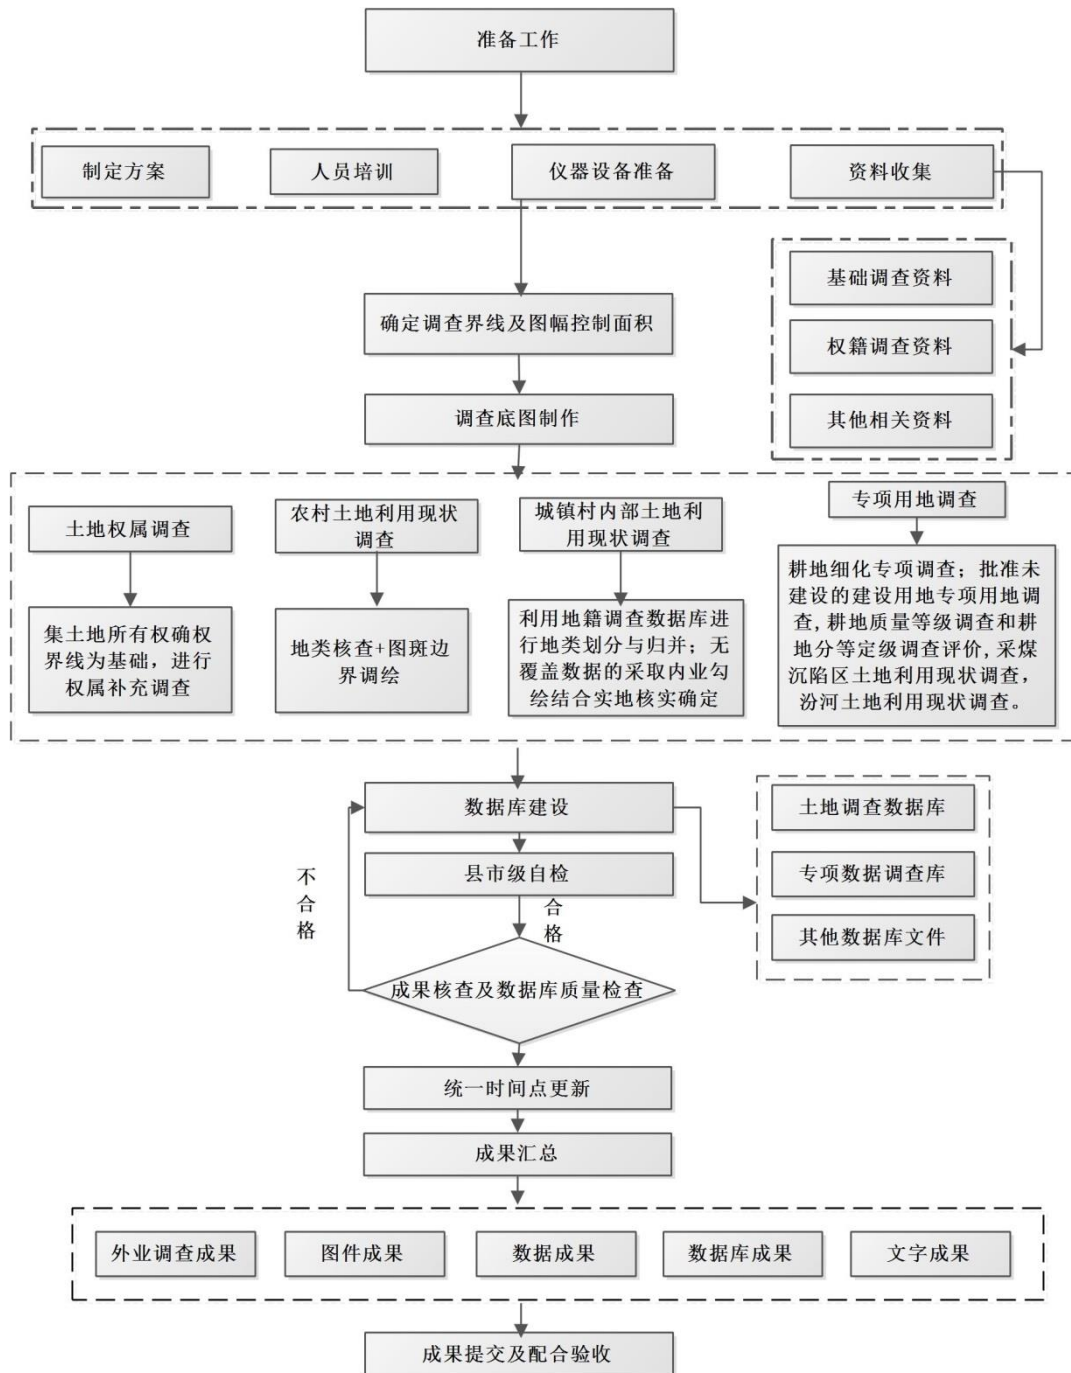 准备工作
制定方案
人员培训
仪器设备准备
资料收集
基础调查资料
确定调查界线及图幅控制面积
权籍调查资料
调查底图制作
其他相关资料
土地权属调查
农村土地利用现状
调查
城镇村内部土地利
用现状调查
专项用地调查
集土地所有权确权
界线为基础，进行
权属补充调查
地类核查+图斑边
界调绘
利用地籍调查数据库进
行地类划分与归并；无
覆盖数据的采取内业勾
绘结合实地核实确定
耕地细化专项调查；批准未
建设的建设用地专项用地调
查,耕地质量等级调查和耕
地分等定级调查评价,采煤
沉陷区土地利用现状调查，
汾河土地利用现状调查。
数据库建设
土地调查数据库
县市级自检
专项数据调查库
不合格
合格
其他数据库文件
成果核查及数据库质量检查
统一时间点更新
成果汇总
外业调查成果
图件成果
数据成果
数据库成果
文字成果
成果提交及配合验收